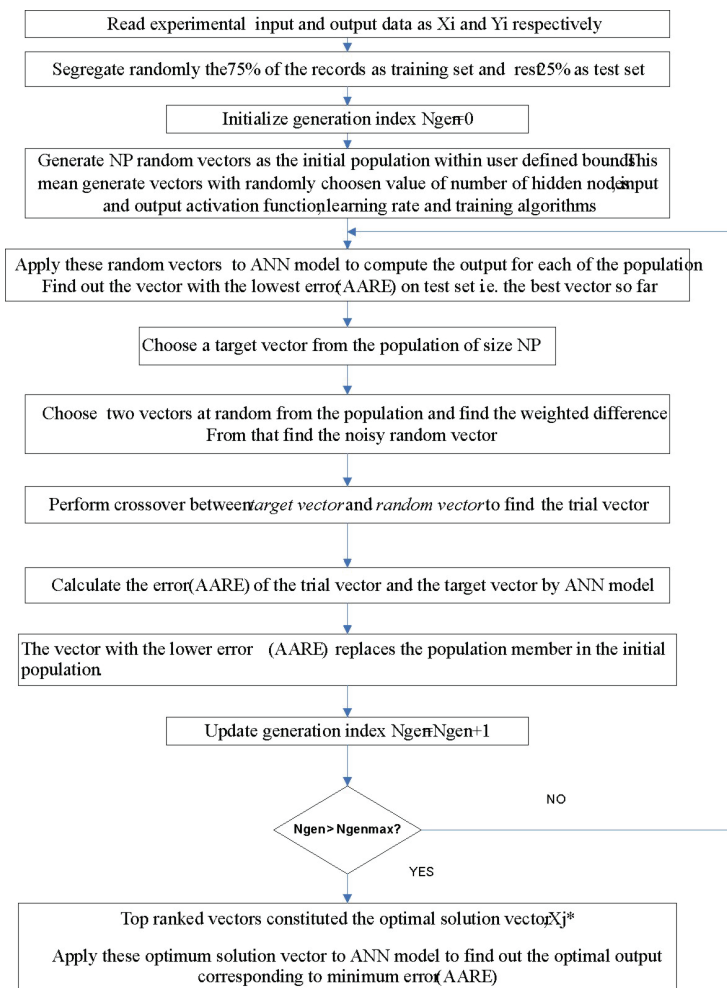 Read experimental input and output data as Xi and Yi respectively
Segregate randomly the75% of the records as training set and rest25% as test set
Initialize generation index Ngen=0
Generate NP random vectors as the initial population within user defined bounds.This
mean generate vectors with randomly choosen value of number of hidden nodes,input
and output activation function,learning rate and training algorithms
Apply these random vectors to ANN model to compute the output for each of the population
Find out the vector with the lowest error(AARE) on test set i.e. the best vector so far
Choose a target vector from the population of size NP
Choose two vectors at random from the population and find the weighted difference
From that find the noisy random vector
Perform crossover between target vector and random vector to find the trial vector
Calculate the error(AARE) of the trial vector and the target vector by ANN model
The vector with the lower error (AARE) replaces the population member in the initial
population.
Update generation index Ngen=Ngen+1
Ngen> Ngenmax?
NO
YES
Top ranked vectors constituted the optimal solution vector,Xj*
Apply these optimum solution vector to ANN model to find out the optimal output
corresponding to minimum error(AARE)